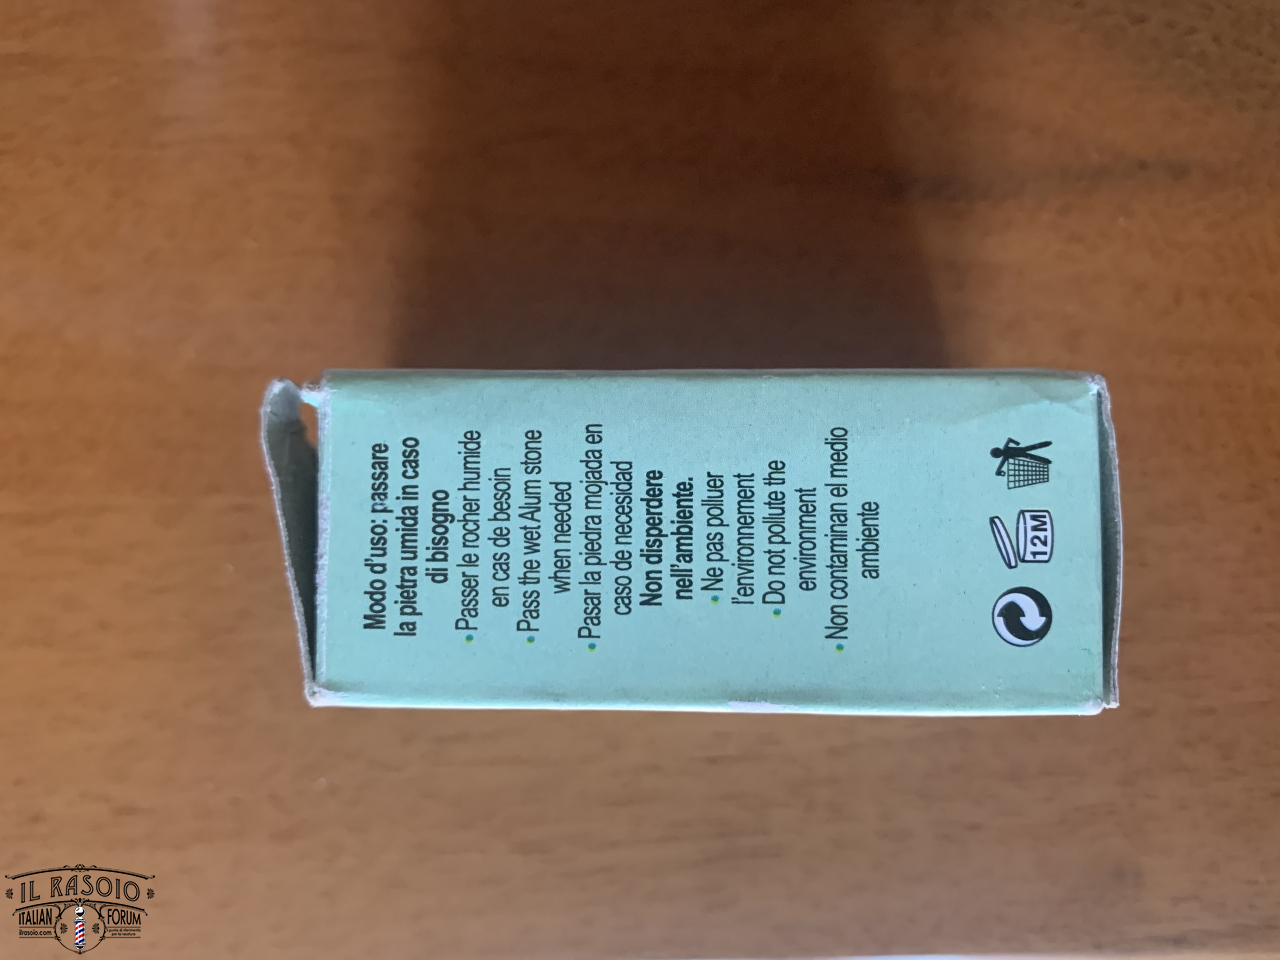 Modo d'uso: passare
la pietra umida in caso
di bisogno
• Passer le rocher humide
en cas de besoin
• Pass the wet Alum stone
when needed
• Pasar la piedra mojada en
caso de necesidad
Non disperdere
nell'ambiente.
• Ne pas polluer
l'environnement
• Do not pollute the
environment
• Non contaminan el medio
ambiente
12M
IL RASOIO
ITALIAN FORUM
ilrasoio.com